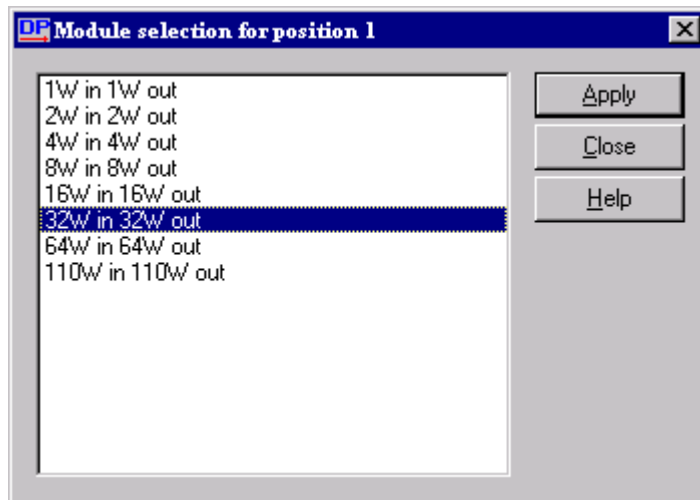 DP Module selection for position 1
1W in 1W out
2W in 2W out
4W in 4W out
8W in 8W out
16W in 16W out
32W in 32W out
64W in 64W out
110W in 110W out
Apply
Close
Help